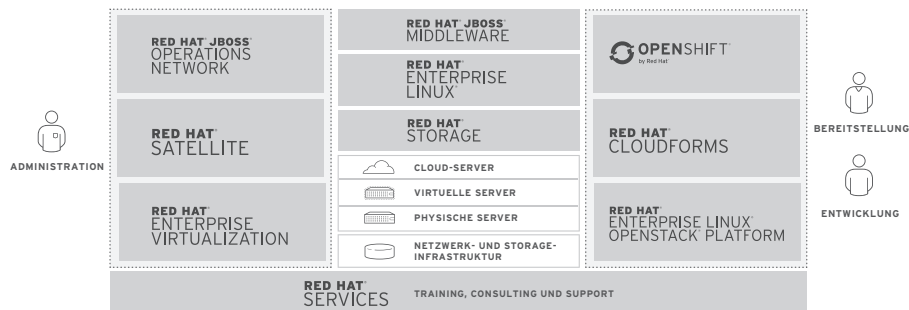 ADMINISTRATION
RED HAT® JBOSS®
OPERATIONS
NETWORK
RED HAT®
SATELLITE
RED HAT®
ENTERPRISE
VIRTUALIZATION
RED HAT® JBOSS®
MIDDLEWARE
RED HAT®
ENTERPRISE
LINUX®
RED HAT®
STORAGE
CLOUD-SERVER
VIRTUELLE SERVER
PHYSISCHE SERVER
NETZWERK- UND STORAGE-
INFRASTRUKTUR
OPENSHIFT®
by Red Hat®
RED HAT®
CLOUDFORMS
RED HAT®
ENTERPRISE LINUX®
OPENSTACK® PLATFORM
BEREITSTELLUNG
ENTWICKLUNG
RED HAT®
SERVICES
TRAINING, CONSULTING UND SUPPORT